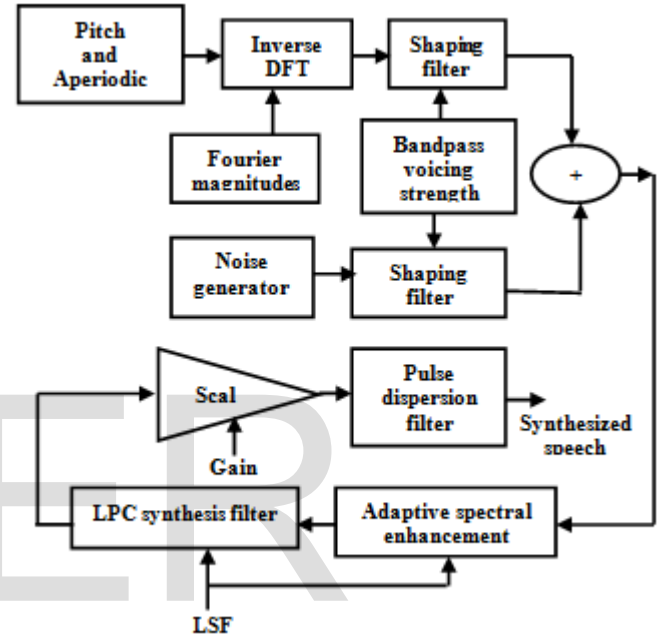 Pitch
and
Aperiodic
Inverse
DFT
Shaping
filter
Fourier
magnitudes
Bandpass
voicing
strength
+
Noise
generator
Shaping
filter
Scal
Pulse
dispersion
filter
Synthesized
speech
Gain
LPC synthesis filter
Adaptive spectral
enhancement
LSF
ER